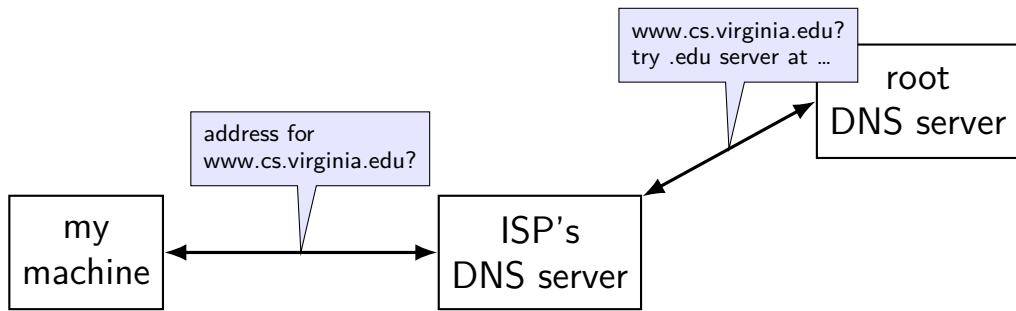 www.cs.virginia.edu?
try .edu server at …
root
DNS server
address for
www.cs.virginia.edu?
my
machine
ISP's
DNS server